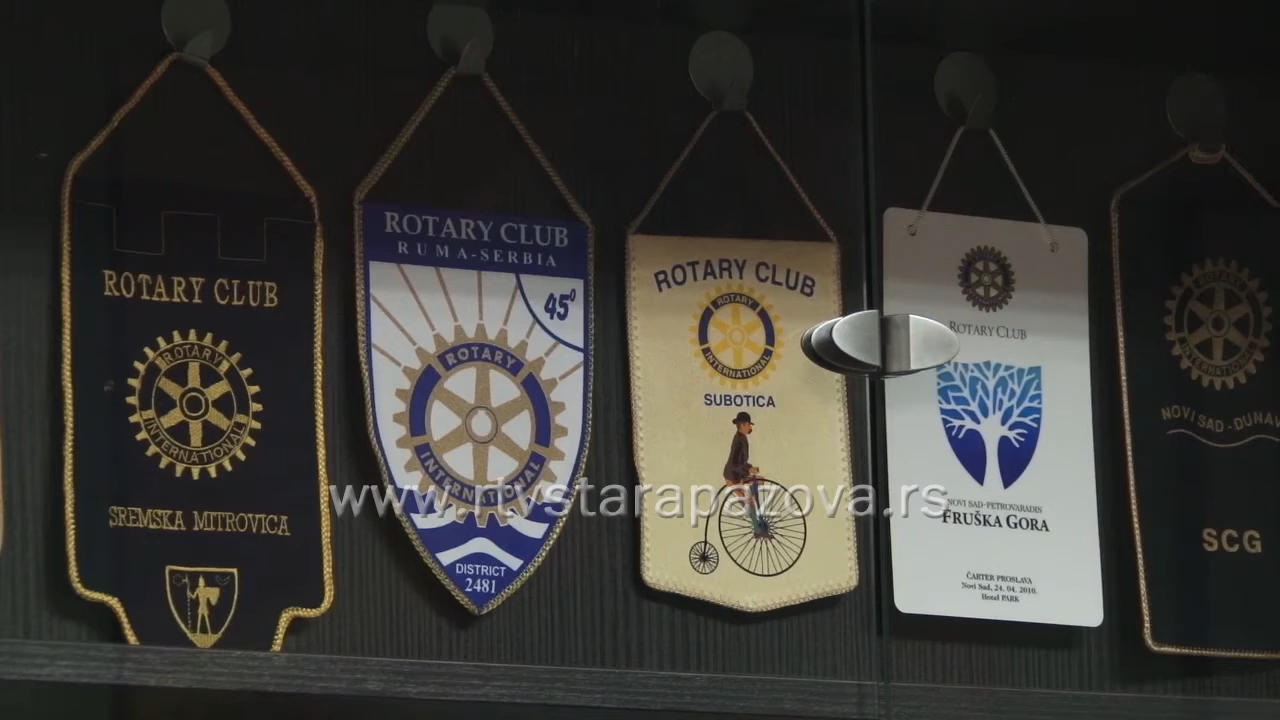 ROTARY CLUB
ROTARY
INTERNATIONAL
SREMSKA MITROVICA
ROTARY CLUB
RUMA-SERBIA
45°
ROTARY
INTERNATIONAL
DISTRICT
2481
ROTARY CLUB
ROTARY
INTERNATIONAL
SUBOTICA
ROTARY CLUB
NOVI SAD-PETROVARADIN
FRUŠKA GORA
ČARTER PROSLAVA
Novi Sad, 24. 04. 2010.
Hotel PARK
ROTARY
INTERNATIONAL
NOVI SAD - DUNAV
SCG
www.rtvstarapazova.rs